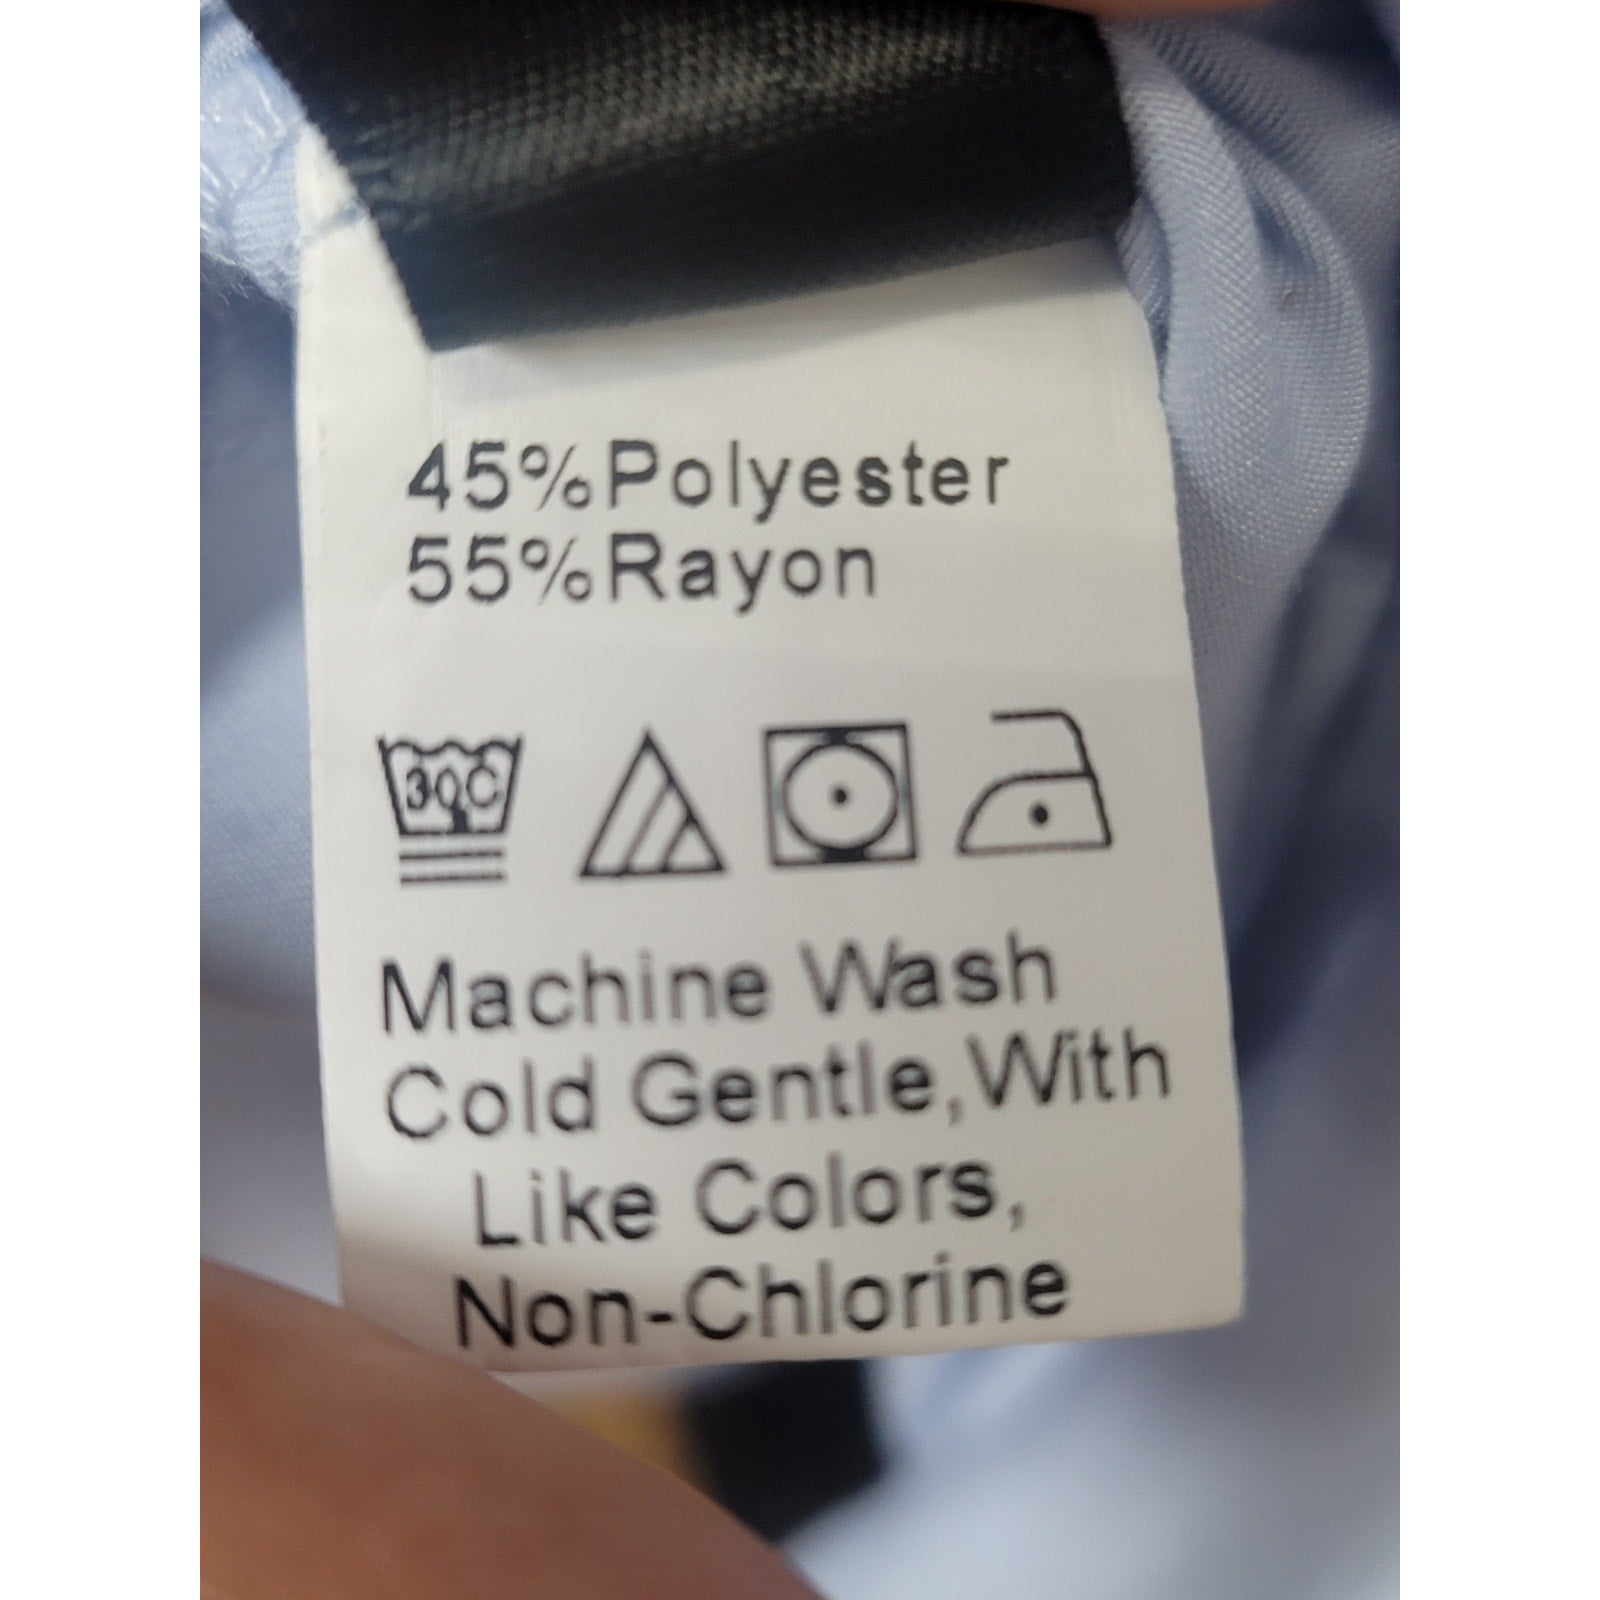 45%Polyester
55%Rayon
30C
Machine Wash
Cold Gentle,With
Like Colors,
Non-Chlorine